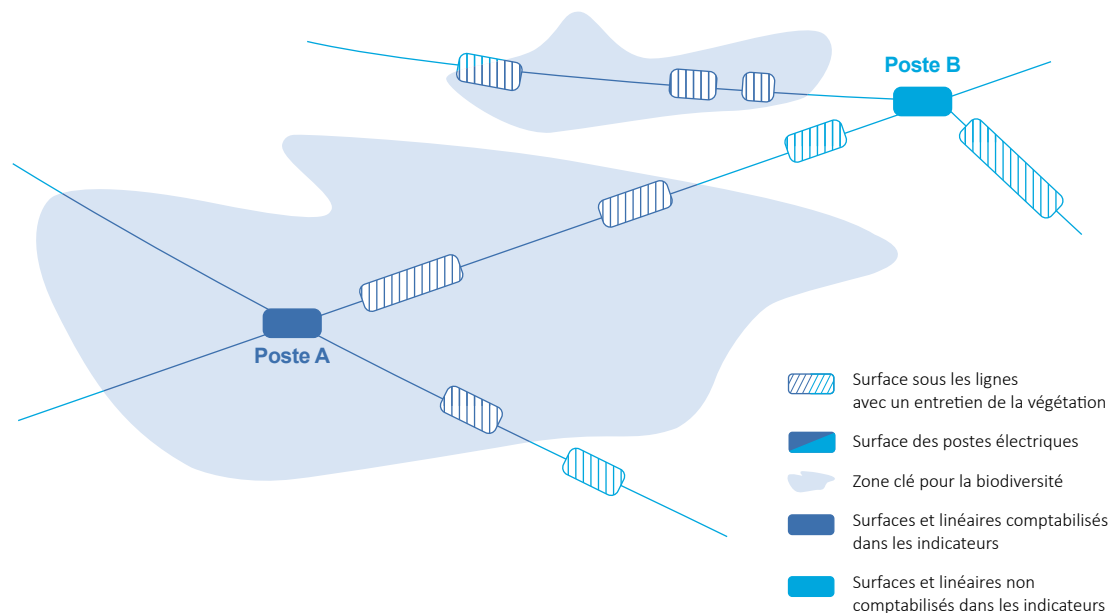 Poste B
Poste A
Surface sous les lignes
avec un entretien de la végétation
Surface des postes électriques
Zone clé pour la biodiversité
Surfaces et linéaires comptabilisés
dans les indicateurs
Surfaces et linéaires non
comptabilisés dans les indicateurs